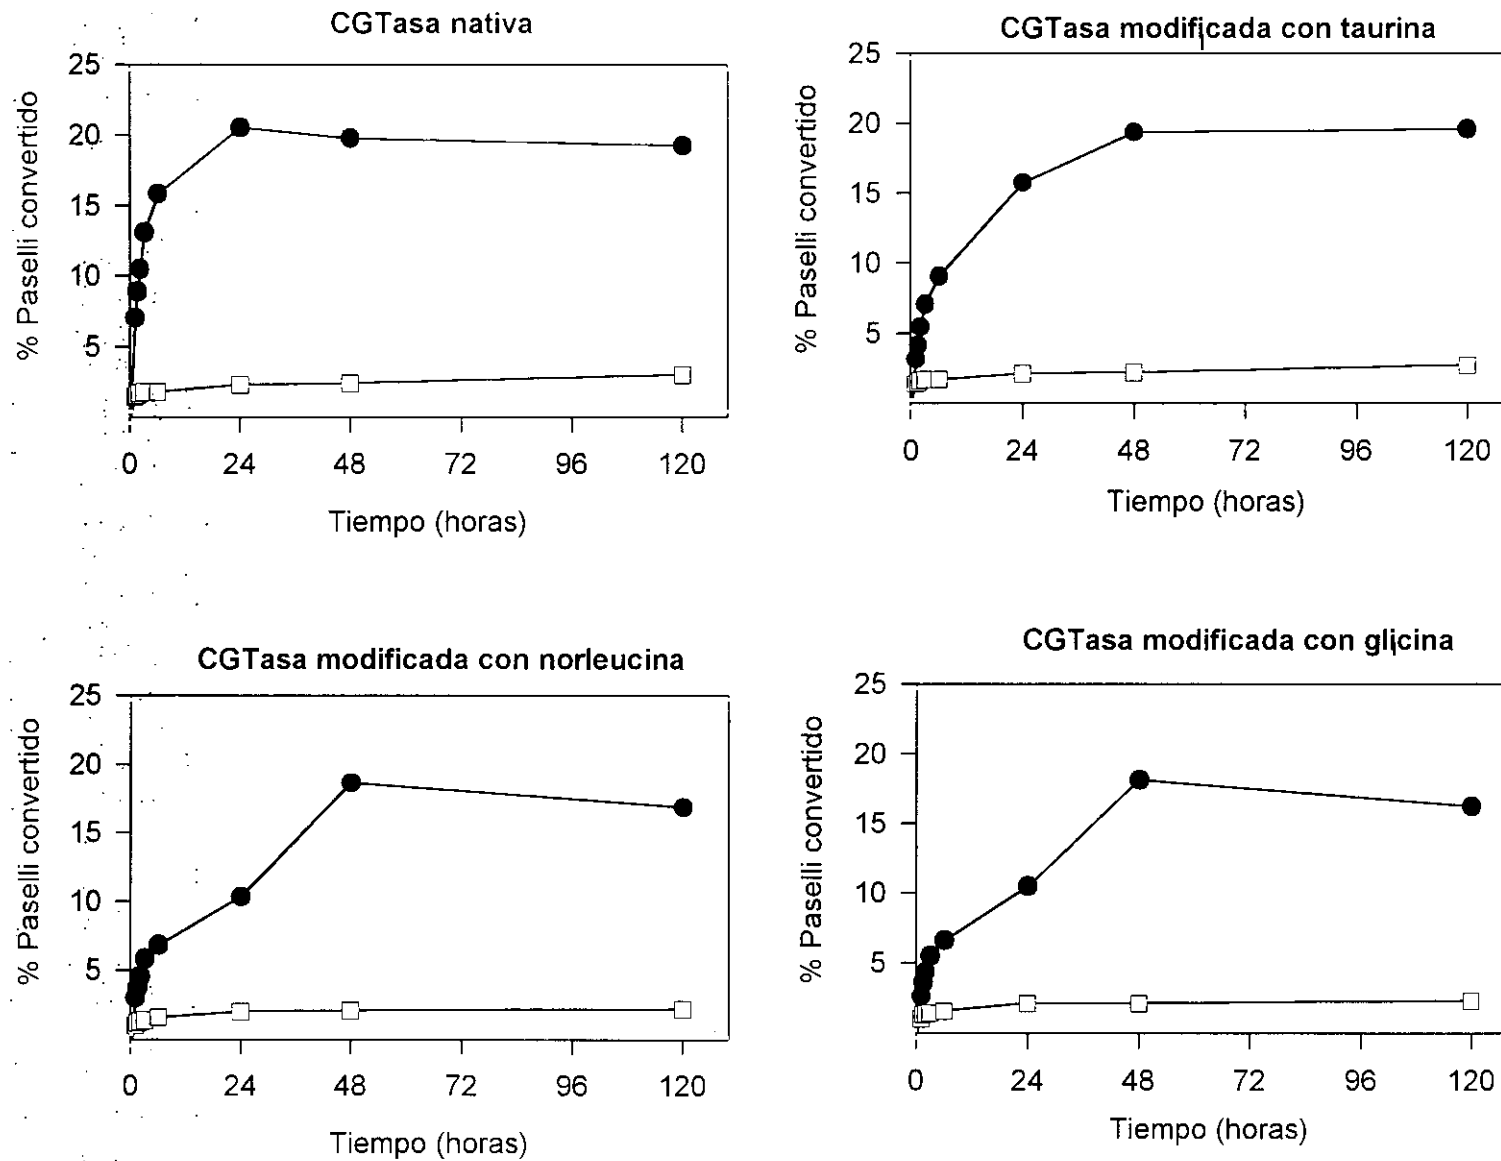 CGTasa nativa
25
20
15
10
5
% Paselli convertido
0 24 48 72 96 120
Tiempo (horas)
CGTasa modificada con taurina
25
20
15
10
5
% Paselli convertido
0 24 48 72 96 120
Tiempo (horas)
CGTasa modificada con norleucina
25
20
15
10
5
% Paselli convertido
0 24 48 72 96 120
Tiempo (horas)
CGTasa modificada con glicina
25
20
15
10
5
% Paselli convertido
0 24 48 72 96 120
Tiempo (horas)